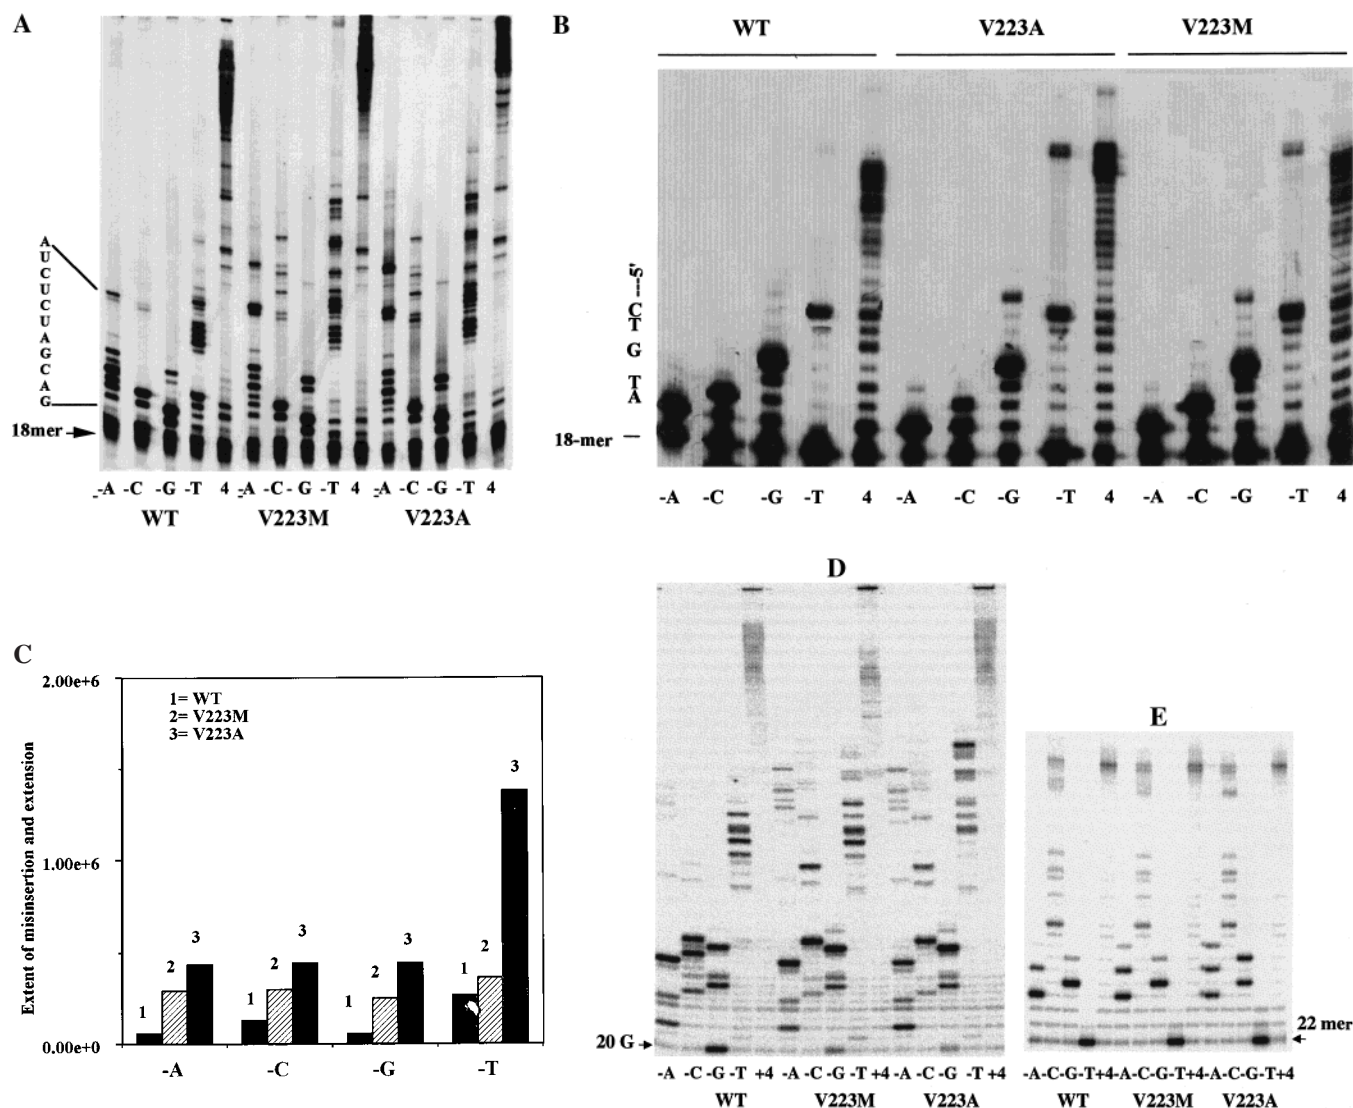 A
A
U
C
U
C
U
A
G
C
A
G
18mer
-A -C -G -T 4 -A -C - G -T 4 -A -C -G -T 4
WT V223M V223A
B
WT V223A V223M
C T G TA ---5'
18-mer
-A -C -G -T 4 -A -C -G -T 4 -A -C -G -T 4
C
Extent of misinsertion and extension
2.00e+6
1.00e+6
0.00e+0
1= WT
2= V223M
3= V223A
1 2 3
1 2 3
1 2 3
1 2 3
-A -C -G -T
D
20 G
-A -C -G -T +4 -A -C -G -T +4 -A -C -G -T +4
WT V223M V223A
E
22 mer
-A-C-G-T+4-A-C-G-T+4-A-C-G-T+4
WT V223M V223A